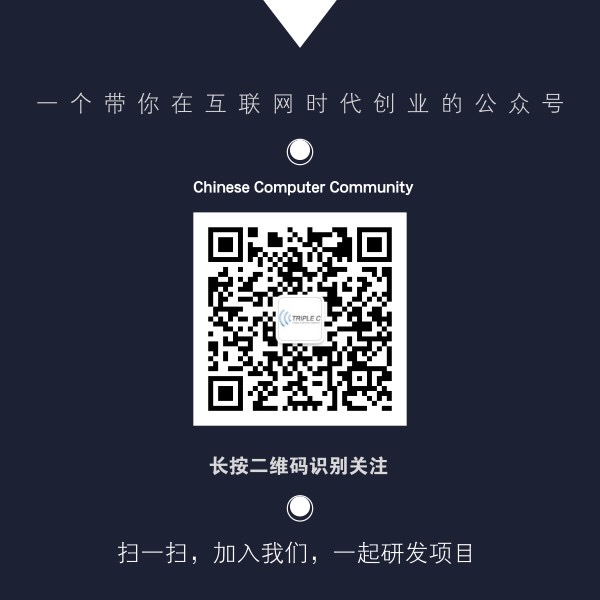 一个带你在互联网时代创业的公众号
Chinese Computer Community
TRIPLE C
长按二维码识别关注
扫一扫，加入我们，一起研发项目